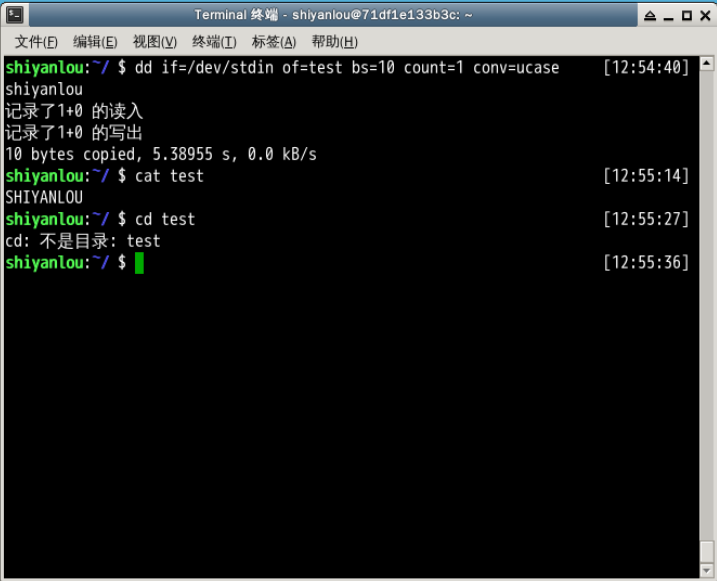 Terminal 终端 - shiyanlou@71df1e133b3c: ~
文件(F) 编辑(E) 视图(V) 终端(T) 标签(A) 帮助(H)
shiyanlou:~/ $ dd if=/dev/stdin of=test bs=10 count=1 conv=ucase [12:54:40]
shiyanlou
记录了1+0 的读入
记录了1+0 的写出
10 bytes copied, 5.38955 s, 0.0 kB/s
shiyanlou:~/ $ cat test [12:55:14]
SHIYANLOU
shiyanlou:~/ $ cd test [12:55:27]
cd: 不是目录: test
shiyanlou:~/ $ [12:55:36]